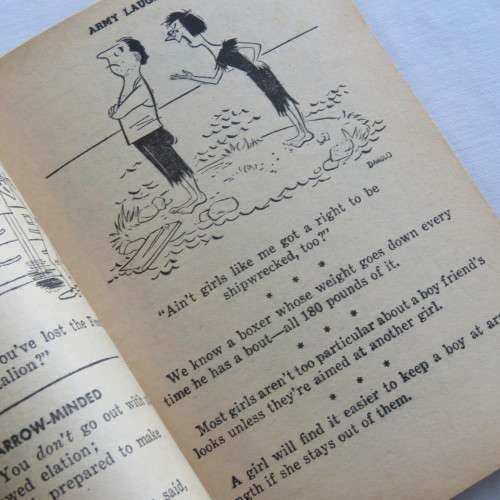 ou've lost the
alion?"
ARROW-MINDED
You don't go out with
wed elation;
prepared to make
said,
ARMY LAUG
DARGLO
"Ain't girls like me got a right to be
shipwrecked, too?"
* * *
We know a boxer whose weight goes down every
time he has a bout—all 180 pounds of it.
* * *
Most girls aren't too particular about a boy friend's
looks unless they're aimed at another girl.
* * *
A girl will find it easier to keep a boy at arm
ngth if she stays out of them.